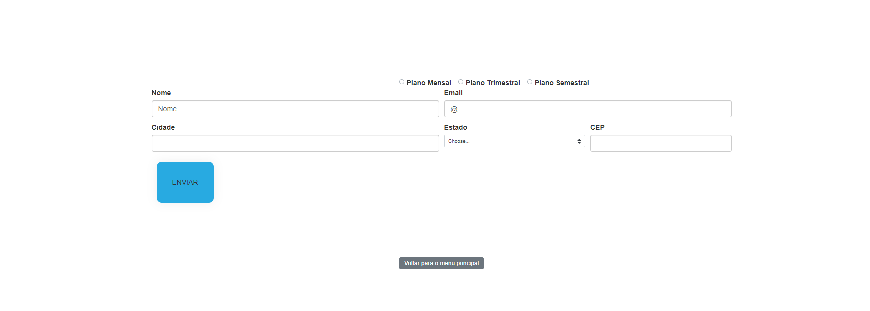 Plano Mensal Plano Trimestral Plano Semestral
Nome Email
Nome @
Cidade Estado CEP
Choose...
ENVIAR
Voltar para o menu principal